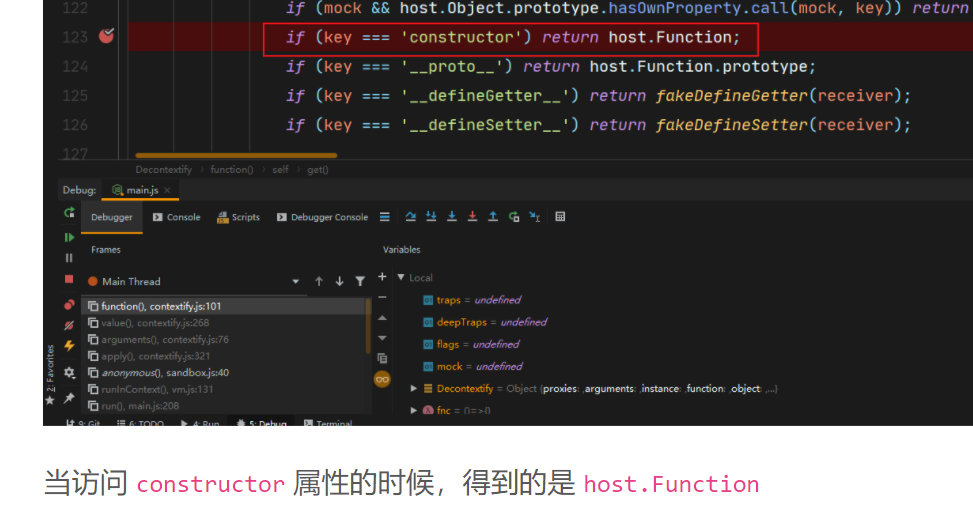 122 if (mock && host.Object.prototype.hasOwnProperty.call(mock, key)) return
123 if (key === 'constructor') return host.Function;
124 if (key === '__proto__') return host.Function.prototype;
125 if (key === '__defineGetter__') return fakeDefineGetter(receiver);
126 if (key === '__defineSetter__') return fakeDefineSetter(receiver);
127
Decontextify › function() › self › get()
Debug: main.js ×
Debugger Console Scripts Debugger Console
Frames Variables
Main Thread
Local
function(), contextify.js:101
value(), contextify.js:268
arguments(), contextify.js:76
apply(), contextify.js:321
anonymous(), sandbox.js:40
runInContext(), vm.js:131
run(), main.js:208
traps = undefined
deepTraps = undefined
flags = undefined
mock = undefined
Decontextify = Object {proxies: ,arguments: ,instance: ,function: ,object: ,...}
fnc = ()=>0
2: Favorites
9: Git 6: TODO 4: Run 5: Debug Terminal
当访问 constructor 属性的时候，得到的是 host.Function